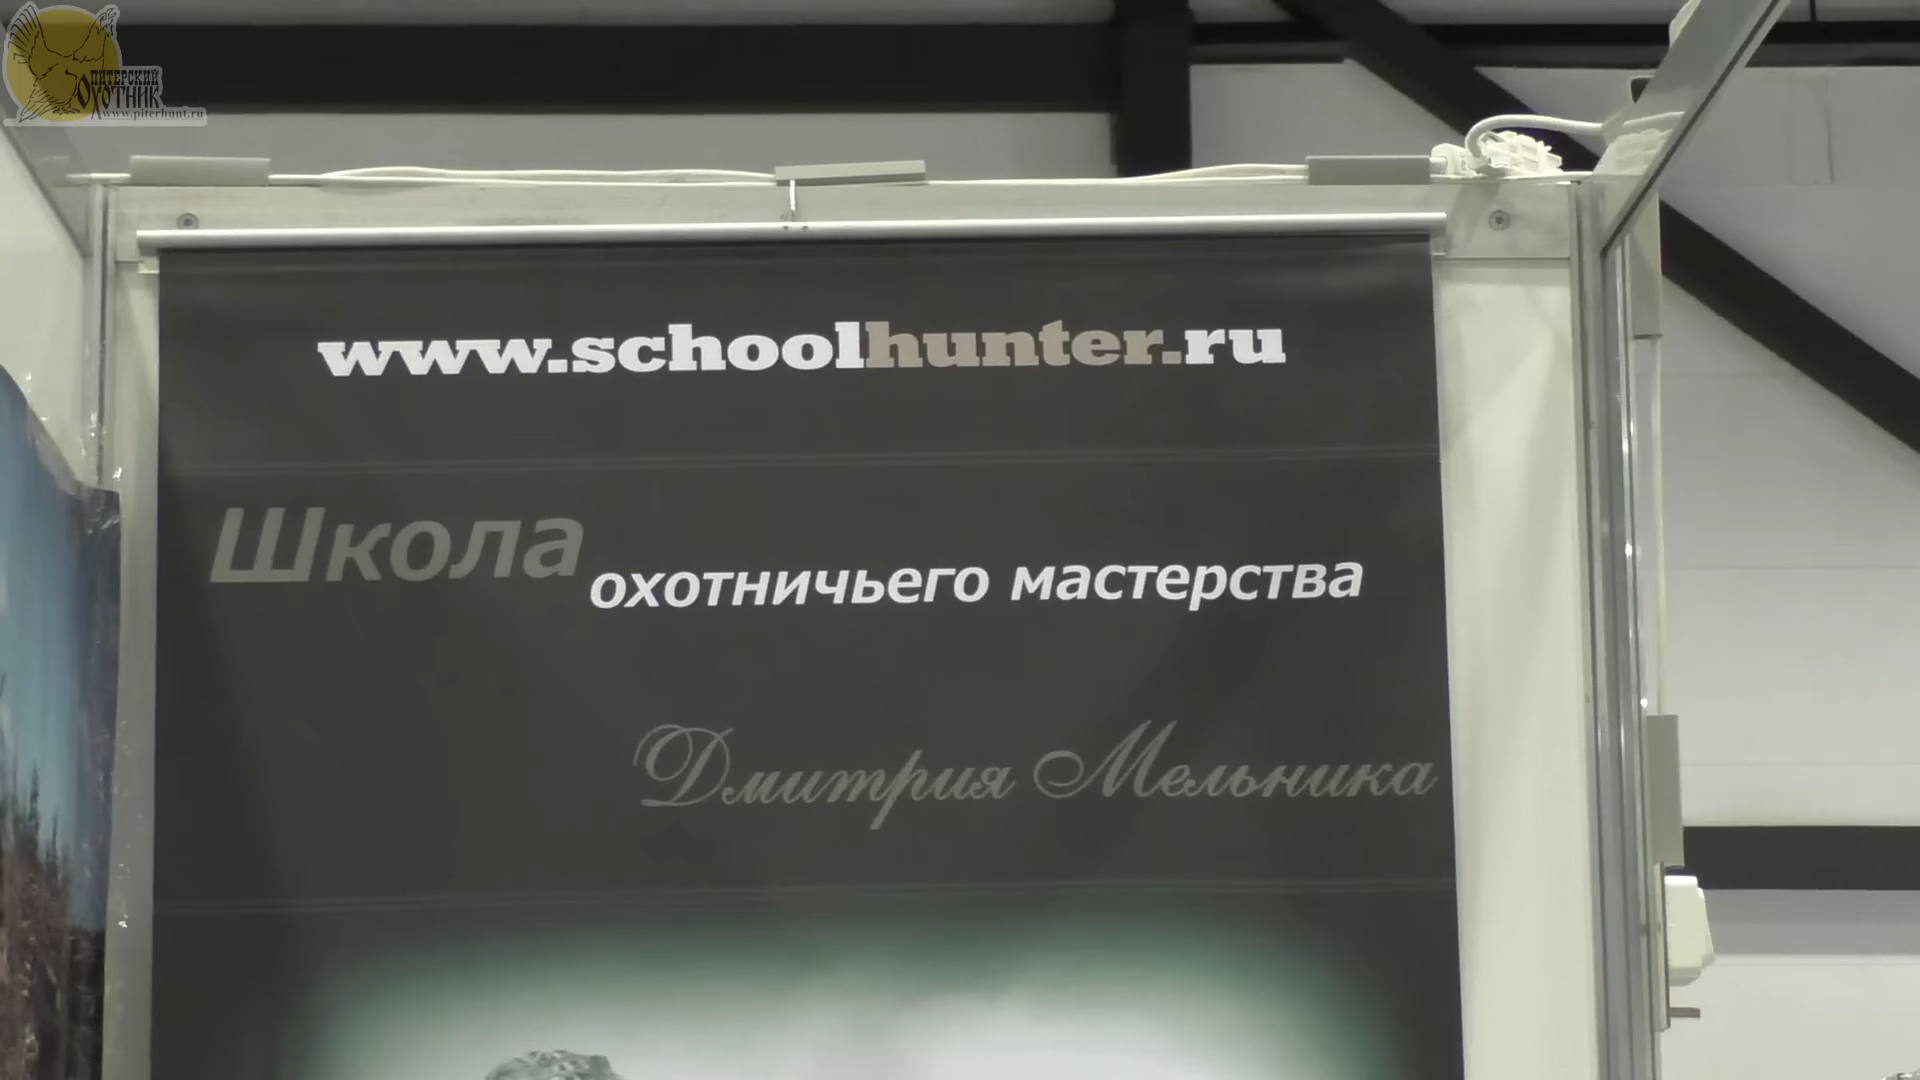 ПИТЕРСКИЙ
ОХОТНИК
www.piterhunt.ru
www.schoolhunter.ru
Школа
охотничьего мастерства
Дмитрия Мельника